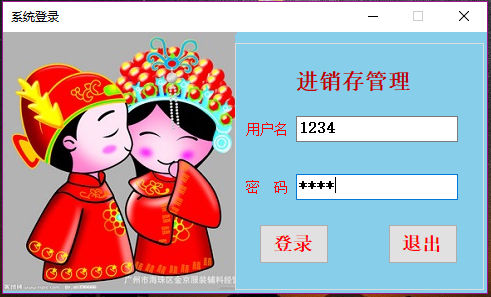 系统登录
进销存管理
用户名 1234
密 码 ****
登录 退出
广州市海珠区金京服装辅料经营